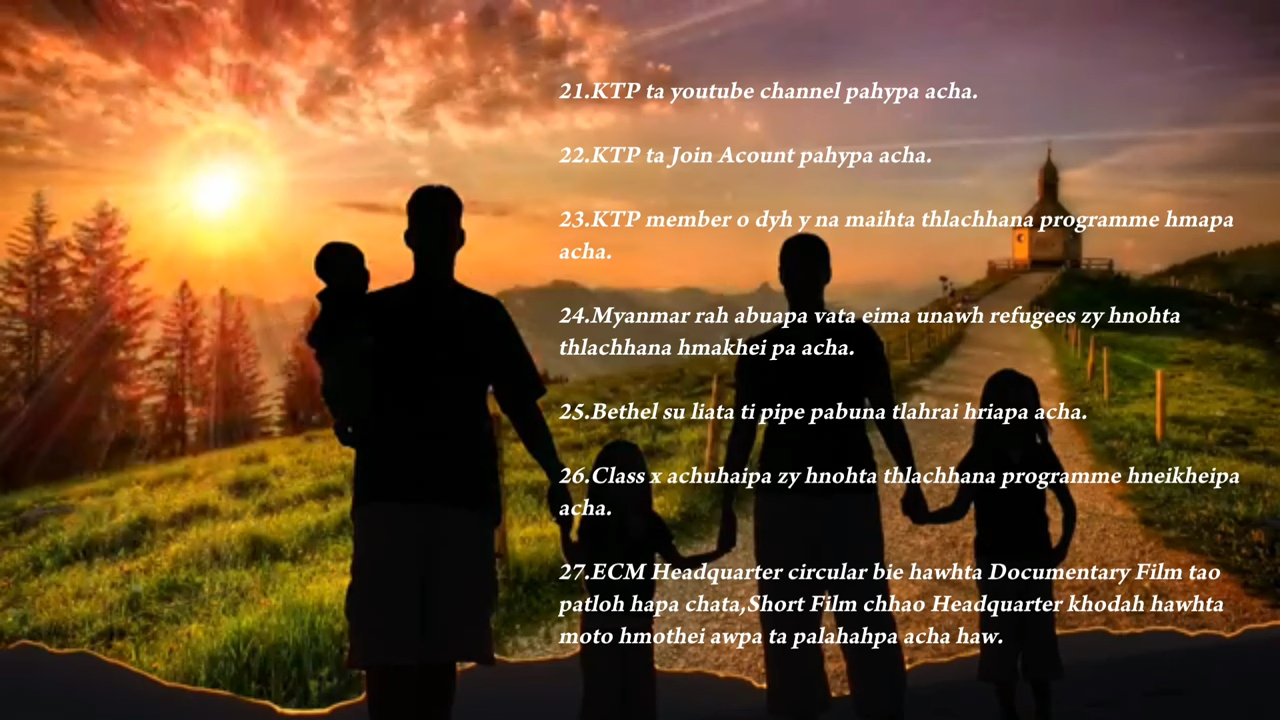 21.KTP ta youtube channel pahypa acha.
22.KTP ta Join Acount pahypa acha.
23.KTP member o dyh y na maihta thlachhana programme hmapa
acha.
24.Myanmar rah abuapa vata eima unawh refugees zy hnohta
thlachhana hmakhei pa acha.
25.Bethel su liata ti pipe pabuna tlahrai hriapa acha.
26.Class x achuhaipa zy hnohta thlachhana programme hneikheipa
acha.
27.ECM Headquarter circular bie hawhta Documentary Film tao
patloh hapa chata,Short Film chhao Headquarter khodah hawhta
moto hmothei awpa ta palahahpa acha haw.